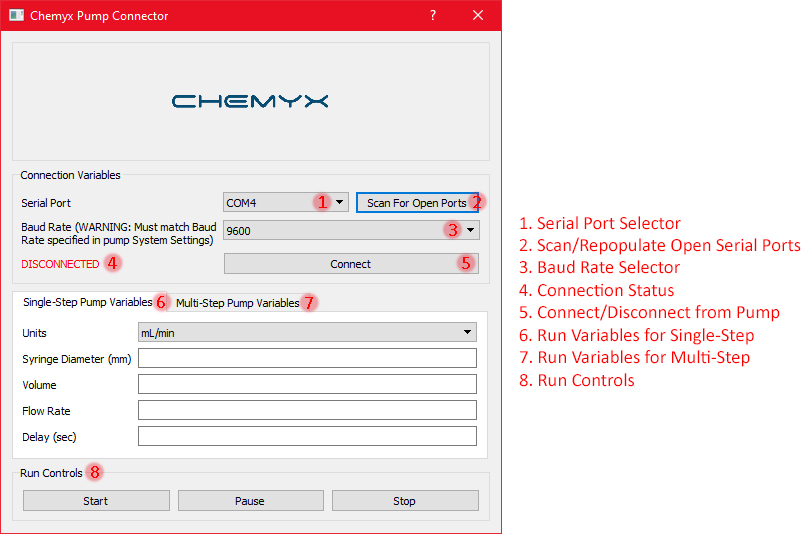 Chemyx Pump Connector ?
CHEMYX
Connection Variables
Serial Port COM4 1 Scan For Open Ports 2
Baud Rate (WARNING: Must match Baud
Rate specified in pump System Settings)
9600 3
DISCONNECTED 4 Connect 5
Single-Step Pump Variables 6 Multi-Step Pump Variables 7
Units mL/min
Syringe Diameter (mm)
Volume
Flow Rate
Delay (sec)
Run Controls 8
Start Pause Stop
1. Serial Port Selector
2. Scan/Repopulate Open Serial Ports
3. Baud Rate Selector
4. Connection Status
5. Connect/Disconnect from Pump
6. Run Variables for Single-Step
7. Run Variables for Multi-Step
8. Run Controls